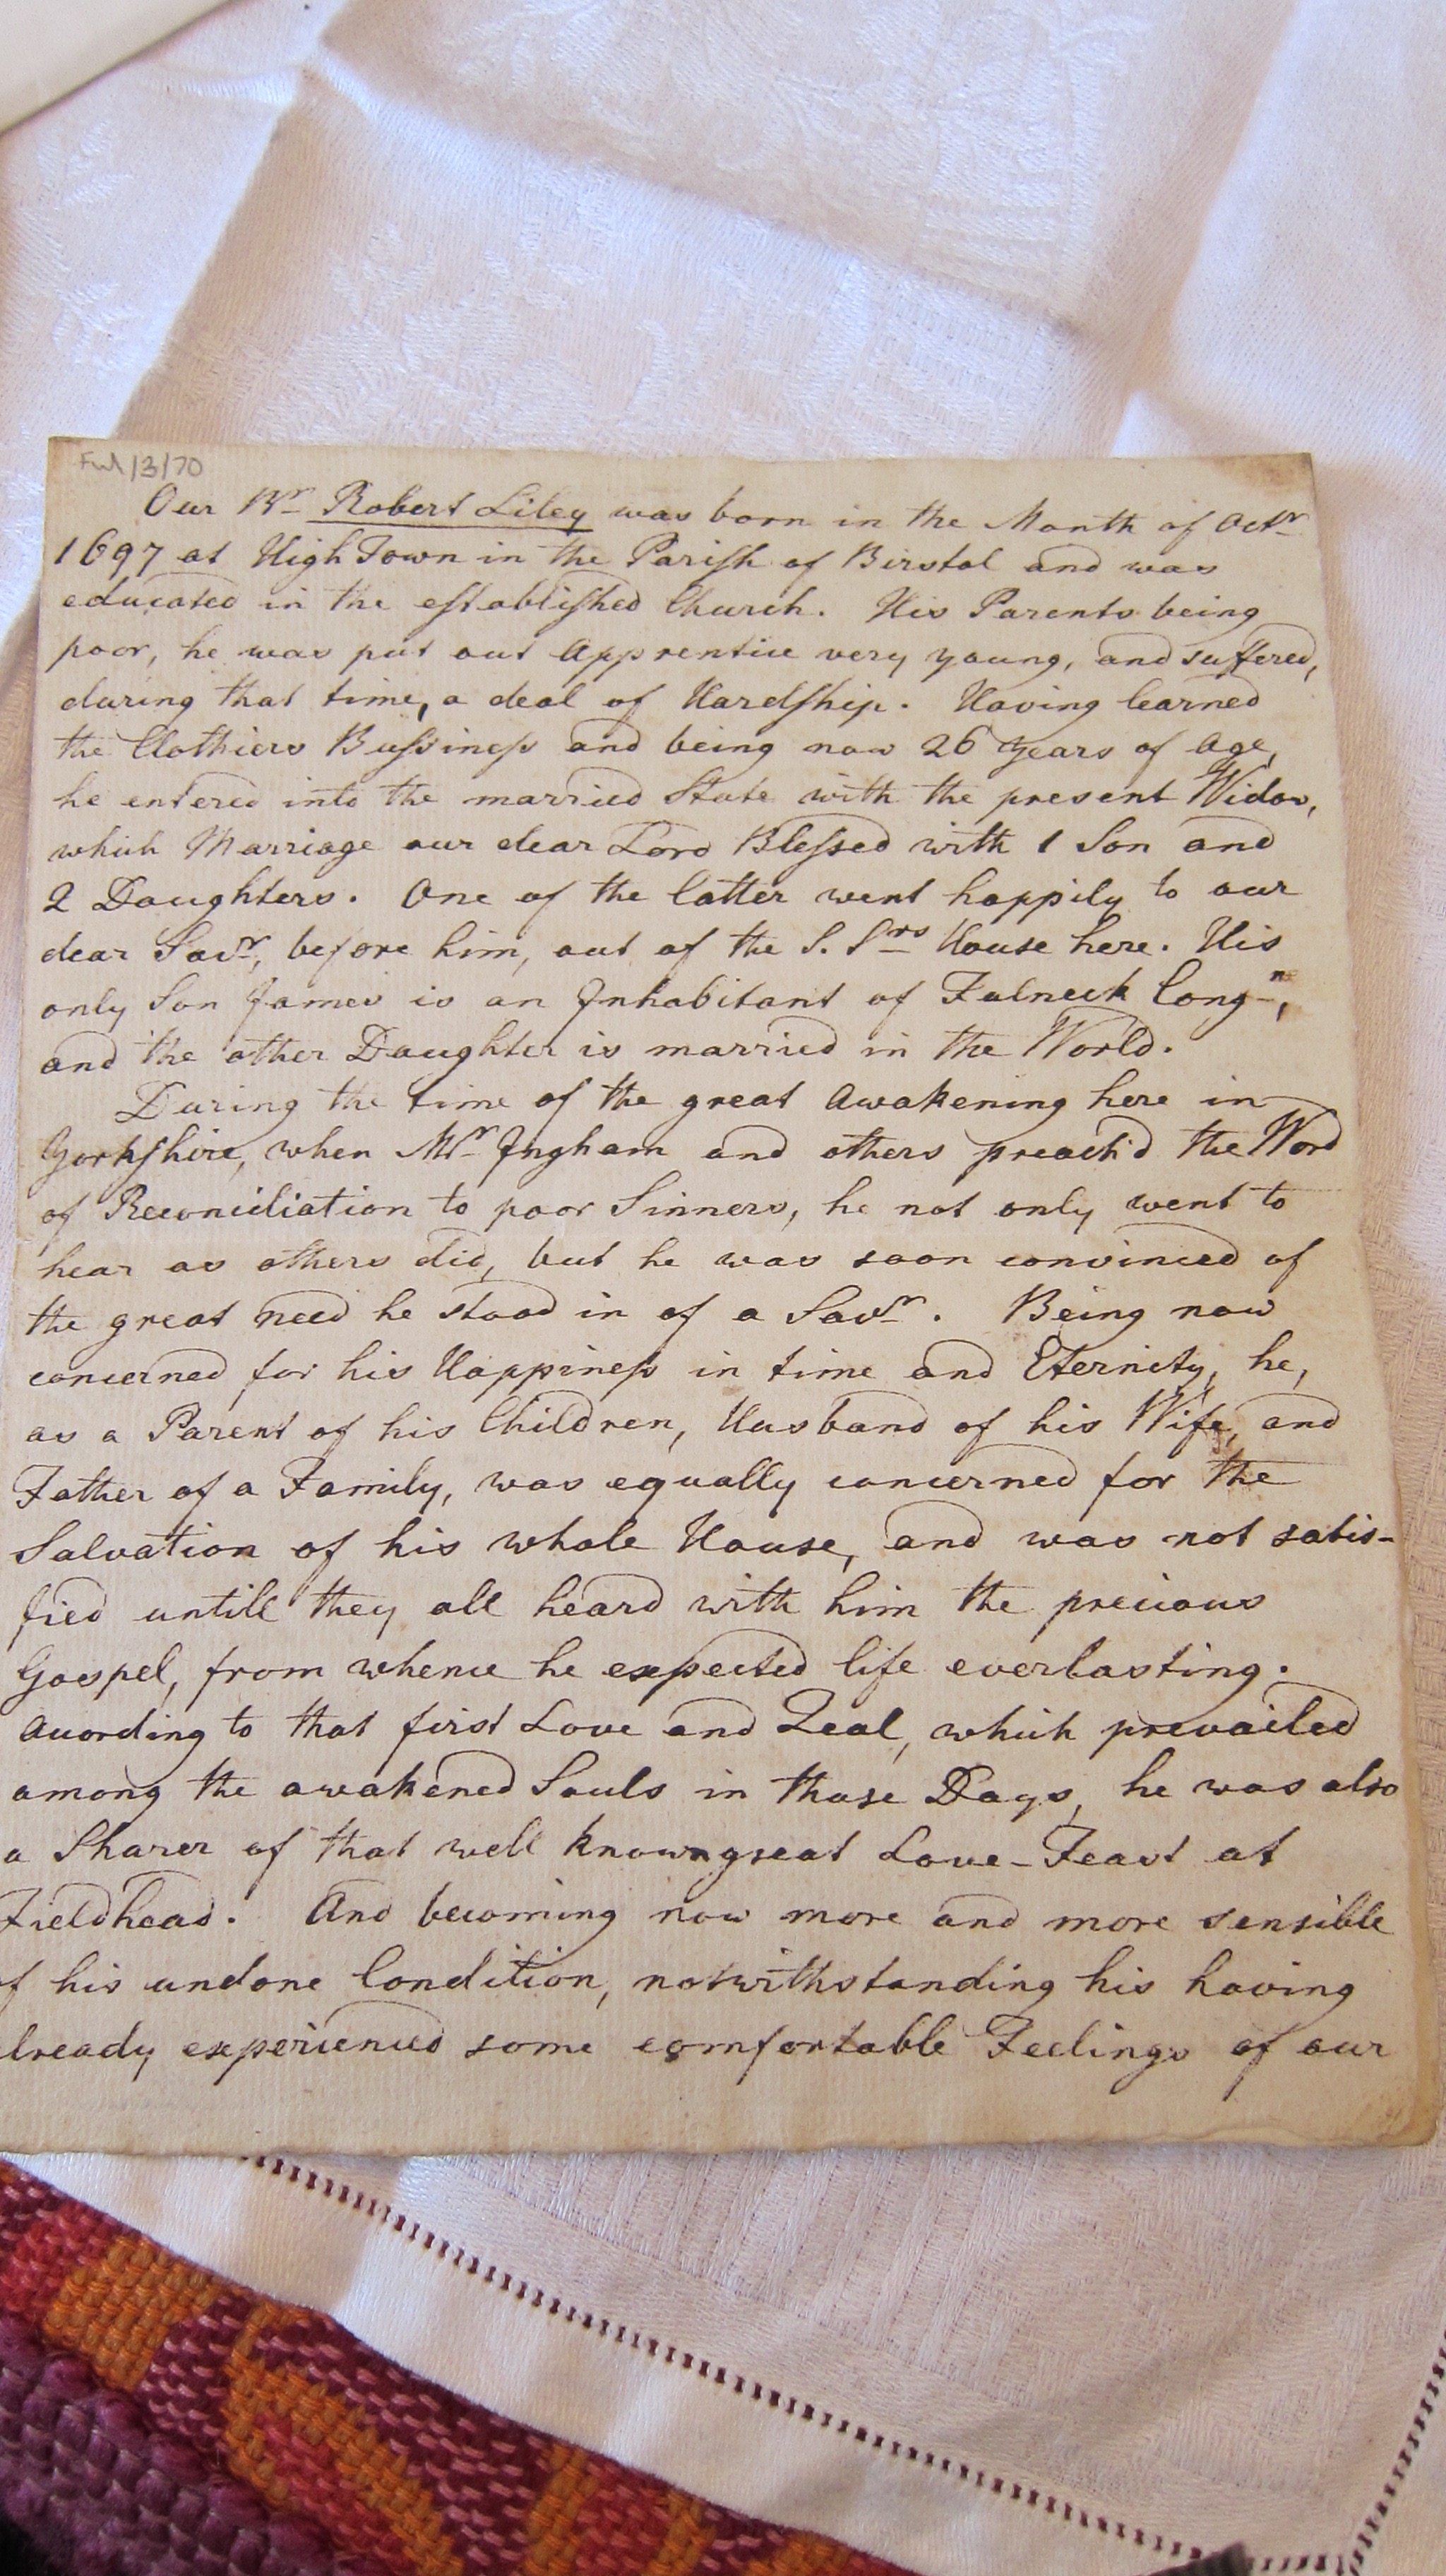 Ful/3/70
Our Br Robert Liley was born in the Month of Octr
1697 at High Town in the Parish of Birstal and was
educated in the established Church. His Parents being
poor, he was put out Apprentice very young, and suffered,
during that time, a deal of Hardship. Having learned
the Clothiers Bussiness and being now 26 years of Age,
he entered into the married State with the present Widow,
which Marriage our dear Lord Blessed with 1 Son and
2 Daughters. One of the latter went happily to our
dear Savr, before him, out of the S. Srs House here. His
only Son James is an Inhabitant of Fulneck Congn,
and the other Daughter is married in the World.
During the time of the great Awakening here in
Yorkshire, when Mr Ingham and others preach'd the Word
of Reconciliation to poor Sinners, he not only went to
hear as others did, but he was soon convinced of
the great need he stood in of a Savr. Being now
concerned for his Happiness in time and Eternity, he,
as a Parent of his Children, Husband of his Wife, and
Father of a Family, was equally concerned for the
Salvation of his whole House, and was not satis-
fied untill they all heard with him the precious
Gospel, from whence he expected life everlasting.
According to that first Love and Zeal, which prevailed
among the awakened Souls in those Days, he was also
a Sharer of that well known great Love-Feast at
Fieldhead. And becoming now more and more sensible
of his undone Condition, notwithstanding his having
already experienced some comfortable Feelings of our